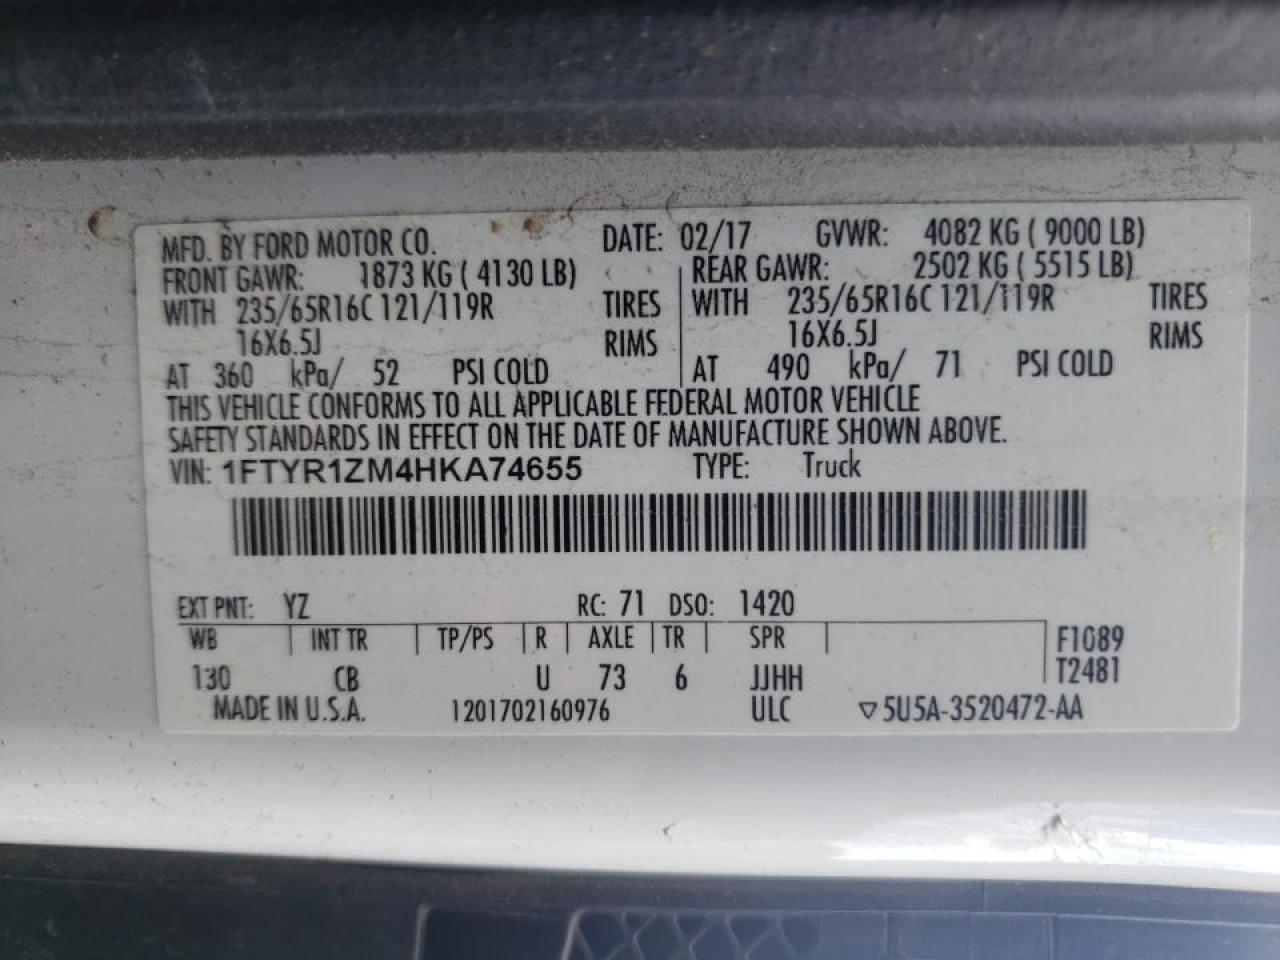 MFD. BY FORD MOTOR CO. DATE: 02/17 GVWR: 4082 KG ( 9000 LB)
FRONT GAWR: 1873 KG ( 4130 LB) REAR GAWR: 2502 KG ( 5515 LB)
WITH 235/65R16C 121/119R TIRES WITH 235/65R16C 121/119R TIRES
16X6.5J RIMS 16X6.5J RIMS
AT 360 kPa/ 52 PSI COLD AT 490 kPa/ 71 PSI COLD
THIS VEHICLE CONFORMS TO ALL APPLICABLE FEDERAL MOTOR VEHICLE
SAFETY STANDARDS IN EFFECT ON THE DATE OF MANUFACTURE SHOWN ABOVE.
VIN: 1FTYR1ZM4HKA74655 TYPE: Truck
EXT PNT: YZ RC: 71 DSO: 1420
WB INT TR TP/PS R AXLE TR SPR F1089
130 CB U 73 6 JJHH T2481
MADE IN U.S.A. 1201702160976 ULC ▽5U5A-3520472-AA